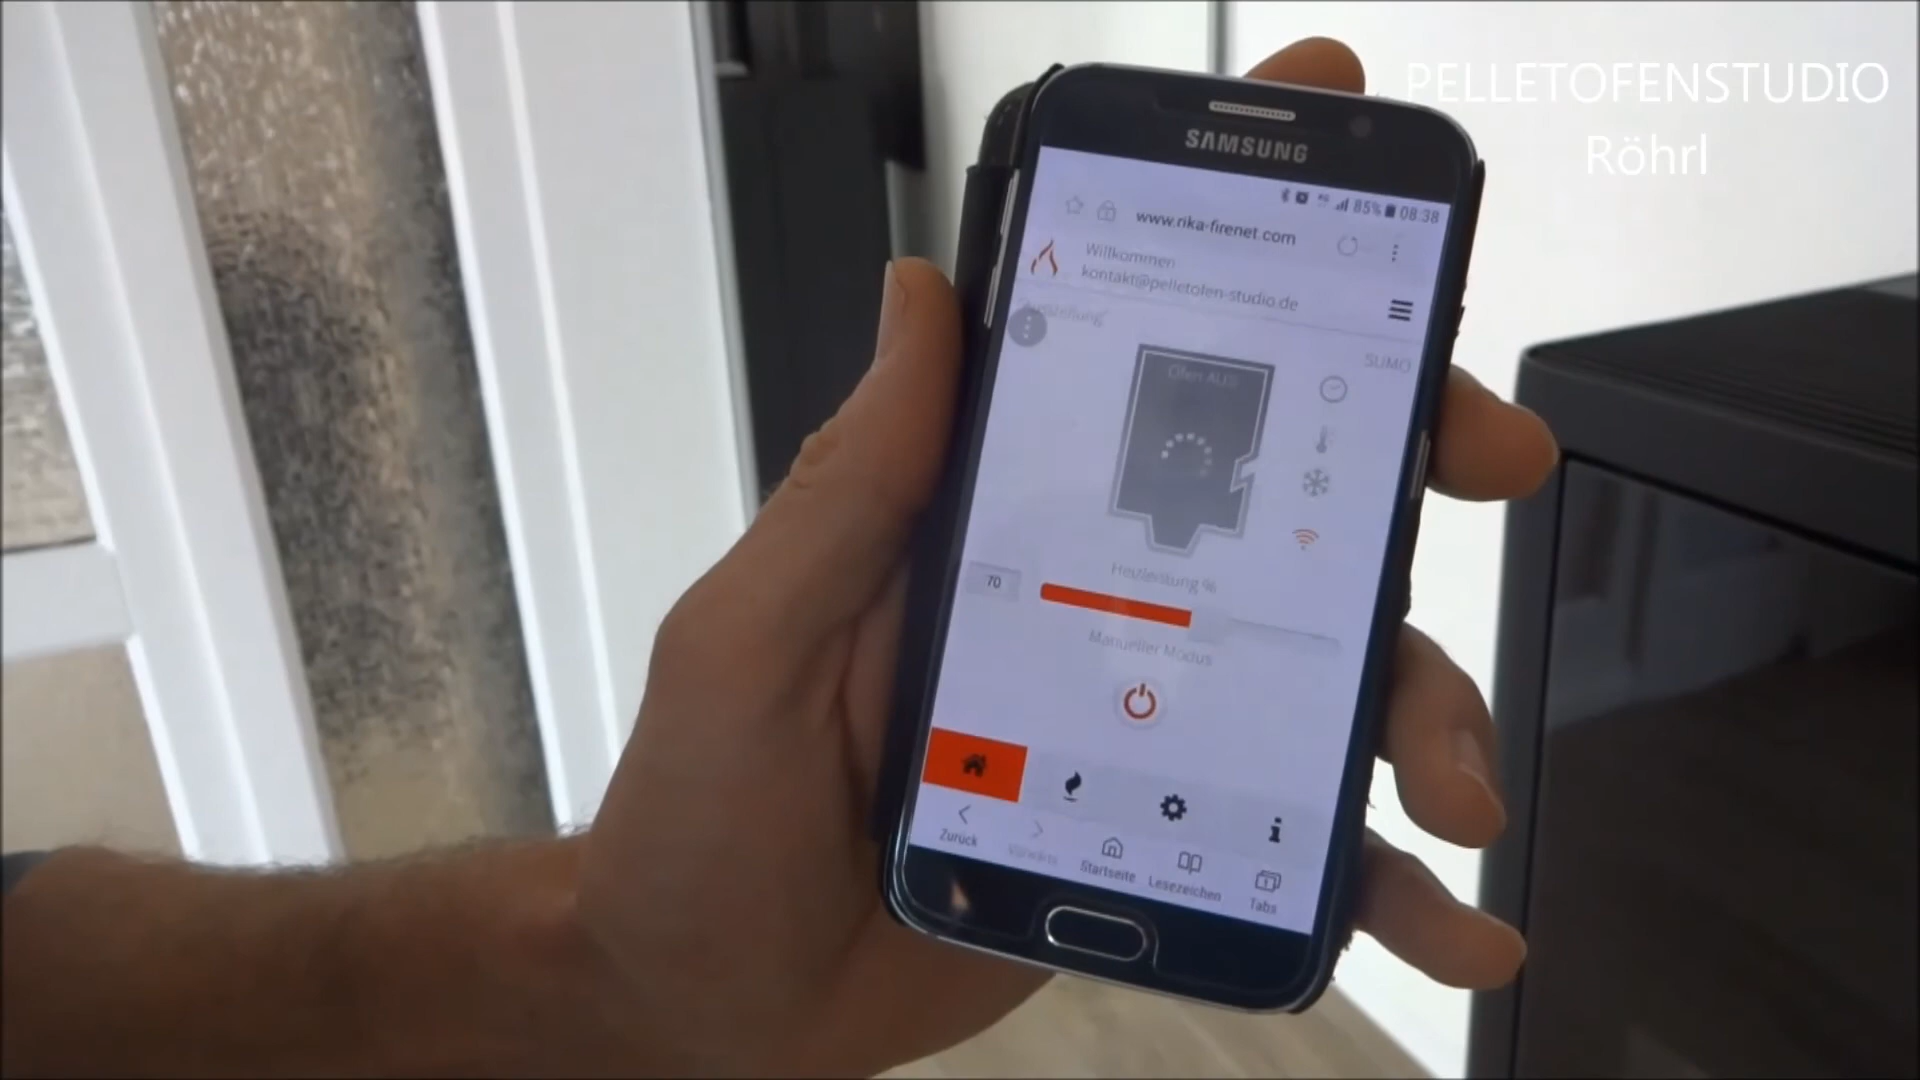 PELLETOFENSTUDIO
Röhrl
SAMSUNG
85% 08:38
www.rika-firenet.com
Willkommen
kontakt@pelletofen-studio.de
SUMO
Ofen AUS
Heizleistung %
70
Manueller Modus
Zurück
Vorwärts
Startseite
Lesezeichen
Tabs